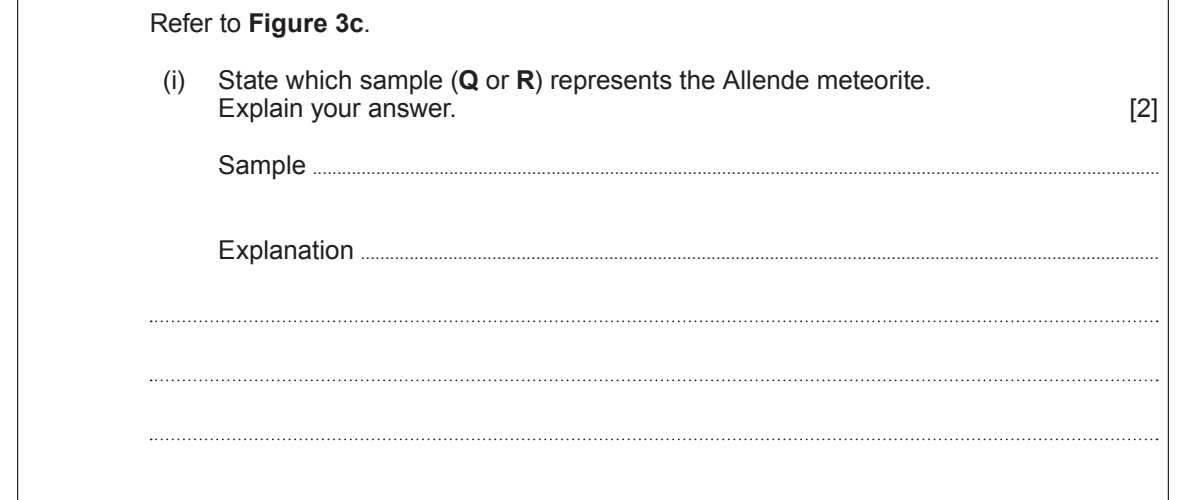 Refer to Figure 3c.
(i) State which sample (Q or R) represents the Allende meteorite.
Explain your answer. [2]
Sample
Explanation